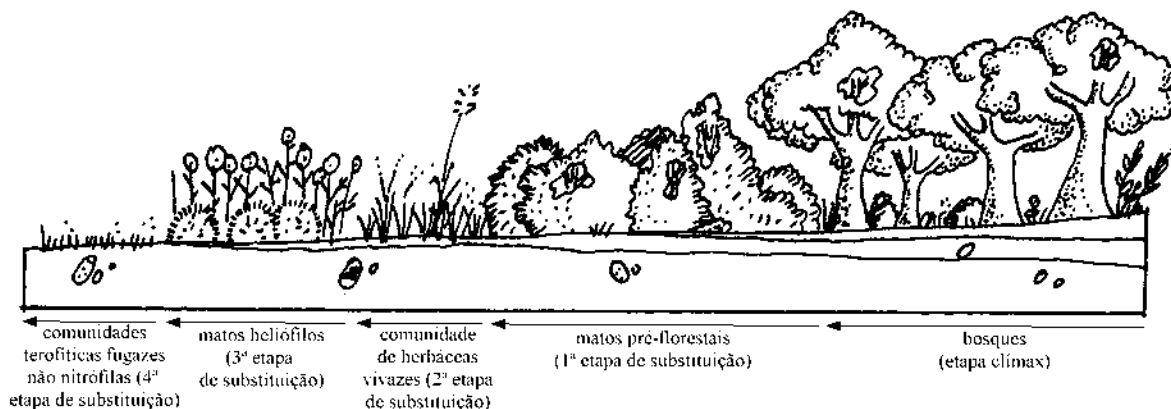 comunidades
terofíticas fugazes
não nitrófilas (4ª
etapa de substituição)
matos heliófilos
(3ª etapa
de substituição)
comunidade
de herbáceas
vivazes (2ª etapa
de substituição)
matos pré-florestais
(1ª etapa de substituição)
bosques
(etapa clímax)